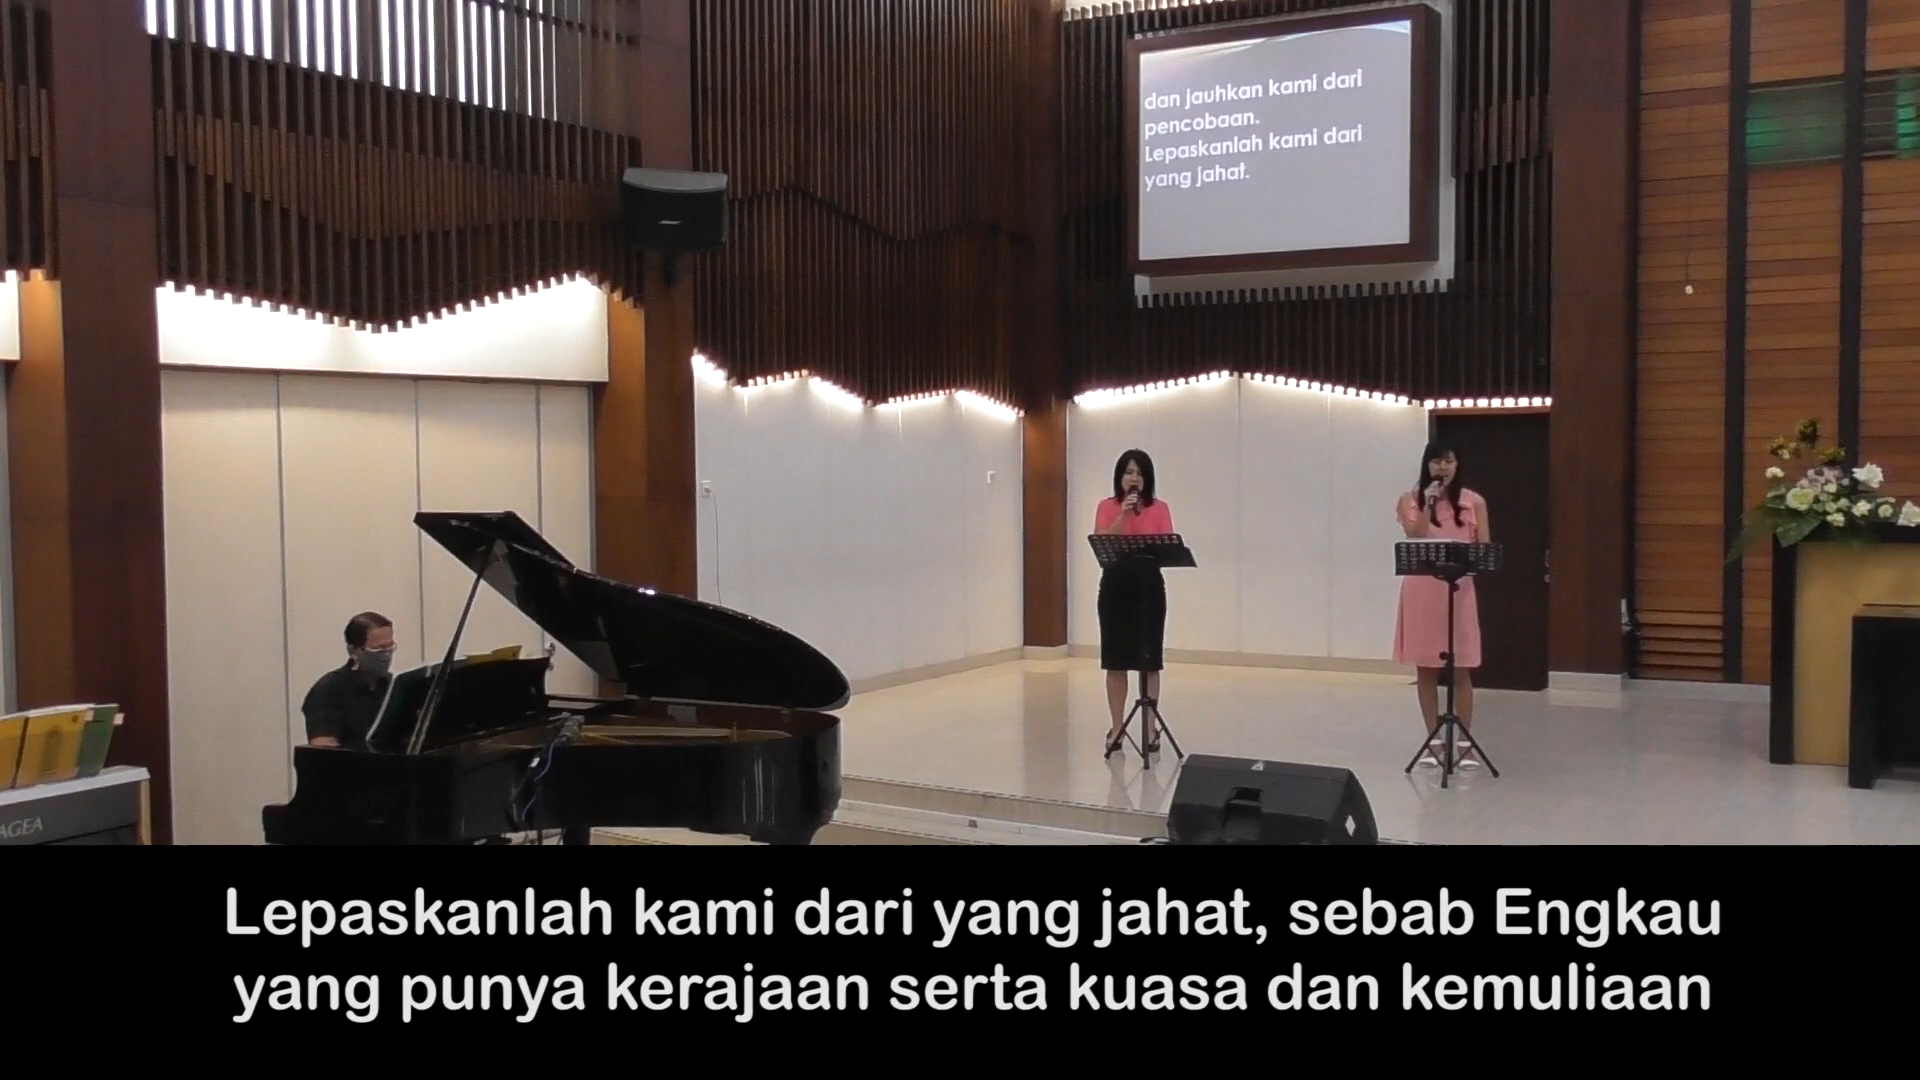 dan jauhkan kami dari
pencobaan.
Lepaskanlah kami dari
yang jahat.
AGEA
Lepaskanlah kami dari yang jahat, sebab Engkau
yang punya kerajaan serta kuasa dan kemuliaan